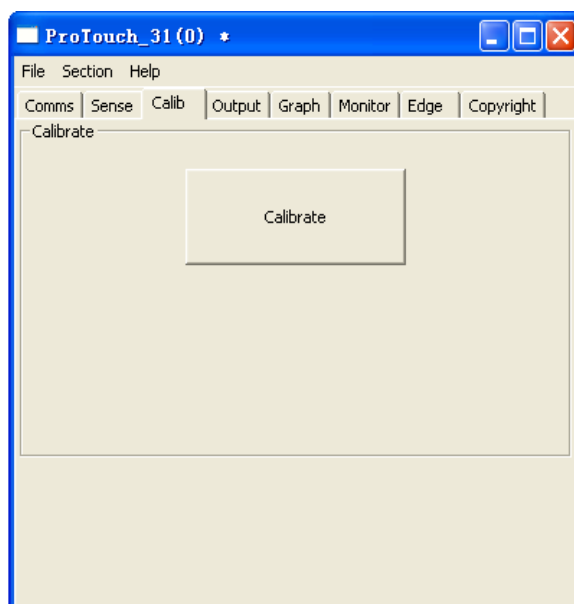 ProTouch_31(0) *
File Section Help
Comms Sense Calib Output Graph Monitor Edge Copyright
Calibrate
Calibrate